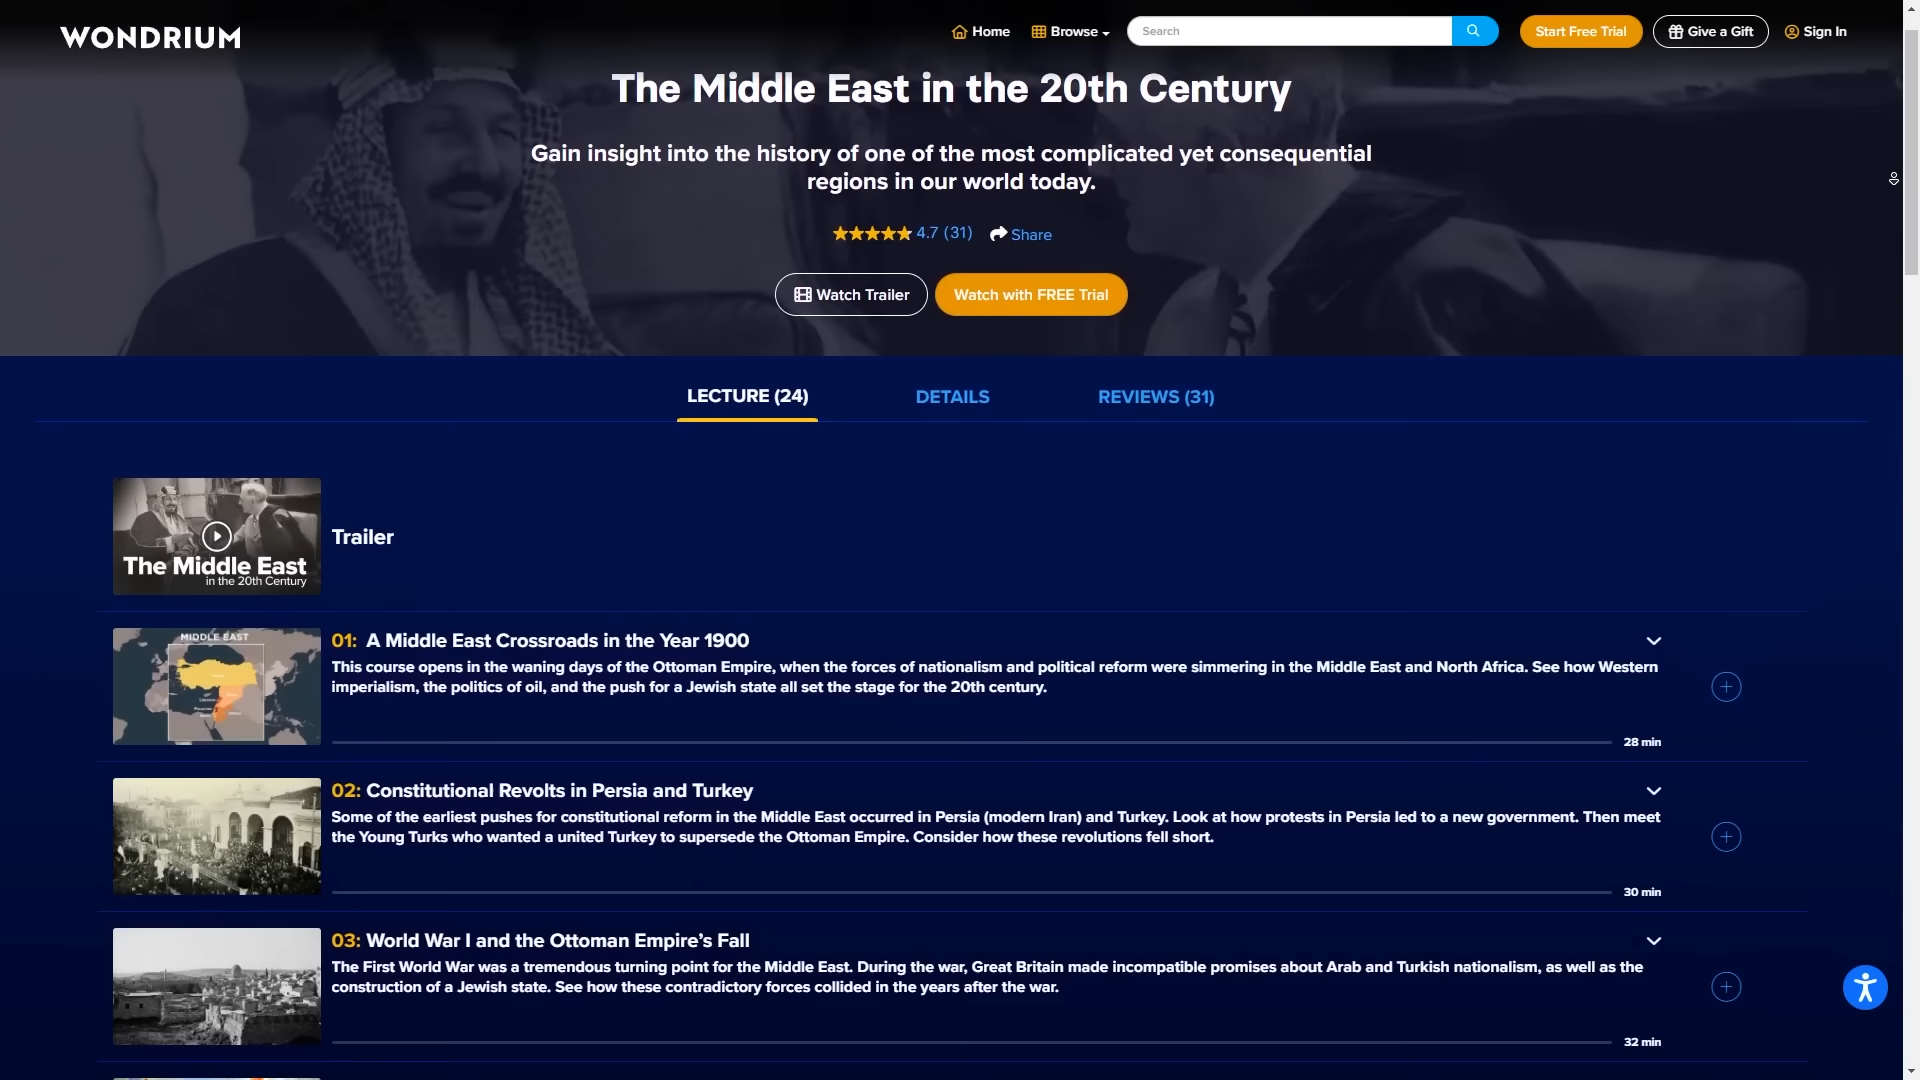 WONDRIUM
Home
Browse
Search
Start Free Trial
Give a Gift
Sign In
The Middle East in the 20th Century
Gain insight into the history of one of the most complicated yet consequential
regions in our world today.
4.7 (31)
Share
Watch Trailer
Watch with FREE Trial
LECTURE (24)
DETAILS
REVIEWS (31)
The Middle East
in the 20th Century
Trailer
MIDDLE EAST
01: A Middle East Crossroads in the Year 1900
This course opens in the waning days of the Ottoman Empire, when the forces of nationalism and political reform were simmering in the Middle East and North Africa. See how Western
imperialism, the politics of oil, and the push for a Jewish state all set the stage for the 20th century.
28 min
02: Constitutional Revolts in Persia and Turkey
Some of the earliest pushes for constitutional reform in the Middle East occurred in Persia (modern Iran) and Turkey. Look at how protests in Persia led to a new government. Then meet
the Young Turks who wanted a united Turkey to supersede the Ottoman Empire. Consider how these revolutions fell short.
30 min
03: World War I and the Ottoman Empire’s Fall
The First World War was a tremendous turning point for the Middle East. During the war, Great Britain made incompatible promises about Arab and Turkish nationalism, as well as the
construction of a Jewish state. See how these contradictory forces collided in the years after the war.
32 min